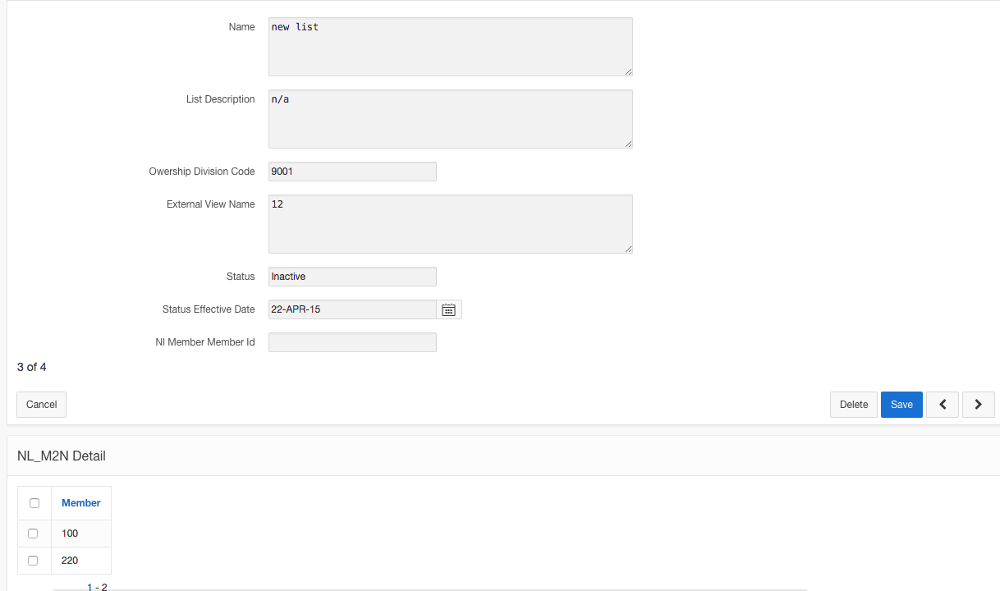 Name new list
List Description n/a
Owership Division Code 9001
External View Name 12
Status Inactive
Status Effective Date 22-APR-15
NI Member Member Id
3 of 4
Cancel Delete Save
NL_M2N Detail
Member
100
220
1 - 2